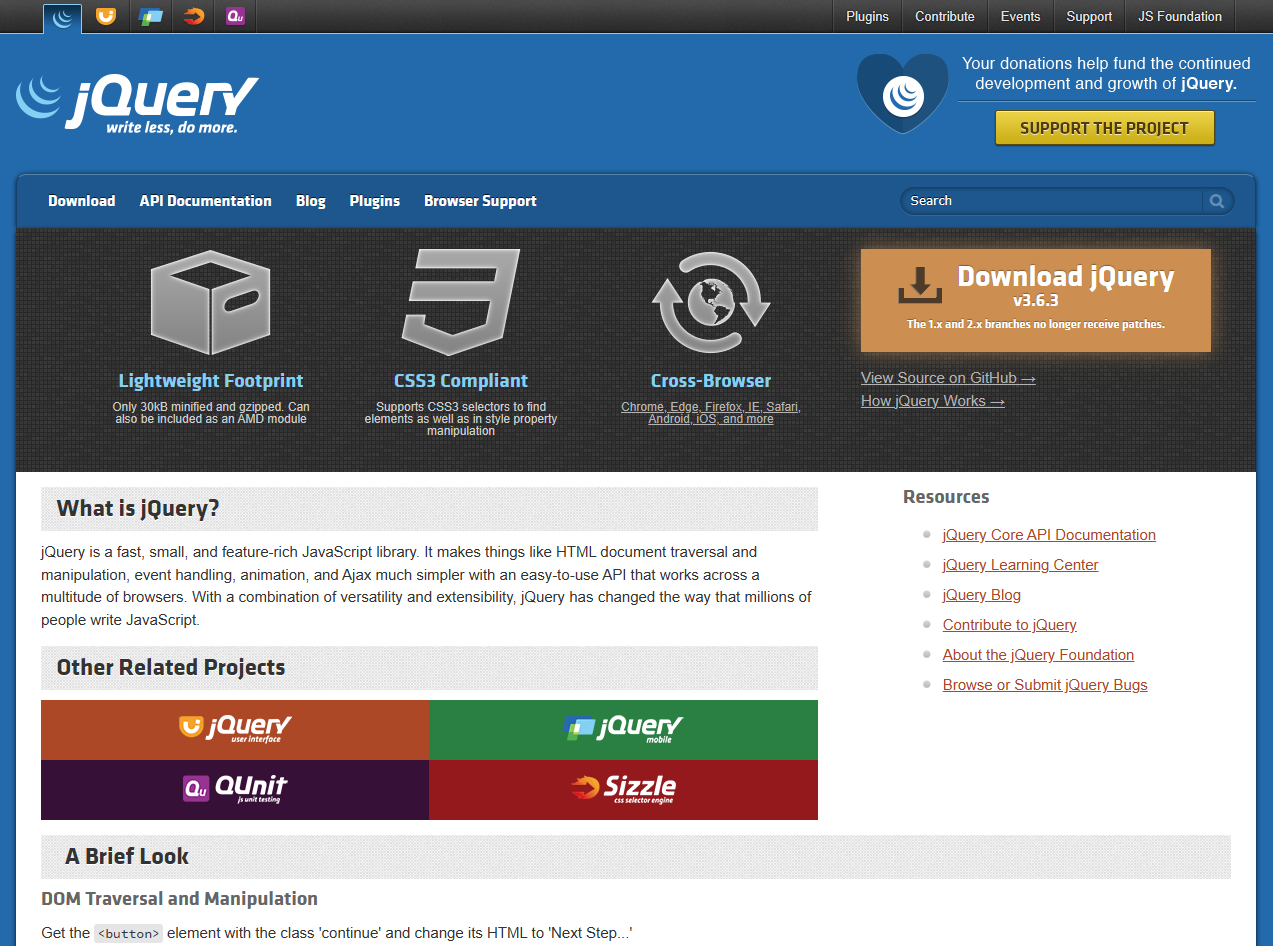 Plugins Contribute Events Support JS Foundation
jQuery
write less, do more.
Your donations help fund the continued
development and growth of jQuery.
SUPPORT THE PROJECT
Download API Documentation Blog Plugins Browser Support
Search
Lightweight Footprint
Only 30kB minified and gzipped. Can
also be included as an AMD module
CSS3 Compliant
Supports CSS3 selectors to find
elements as well as in style property
manipulation
Cross-Browser
Chrome, Edge, Firefox, IE, Safari,
Android, iOS, and more
Download jQuery
v3.6.3
The 1.x and 2.x branches no longer receive patches.
View Source on GitHub →
How jQuery Works →
What is jQuery?
jQuery is a fast, small, and feature-rich JavaScript library. It makes things like HTML document traversal and
manipulation, event handling, animation, and Ajax much simpler with an easy-to-use API that works across a
multitude of browsers. With a combination of versatility and extensibility, jQuery has changed the way that millions of
people write JavaScript.
Resources
jQuery Core API Documentation
jQuery Learning Center
jQuery Blog
Contribute to jQuery
About the jQuery Foundation
Browse or Submit jQuery Bugs
Other Related Projects
jQuery
user interface
jQuery
mobile
Qu QUnit
js unit testing
Sizzle
css selector engine
A Brief Look
DOM Traversal and Manipulation
Get the <button> element with the class 'continue' and change its HTML to 'Next Step...'